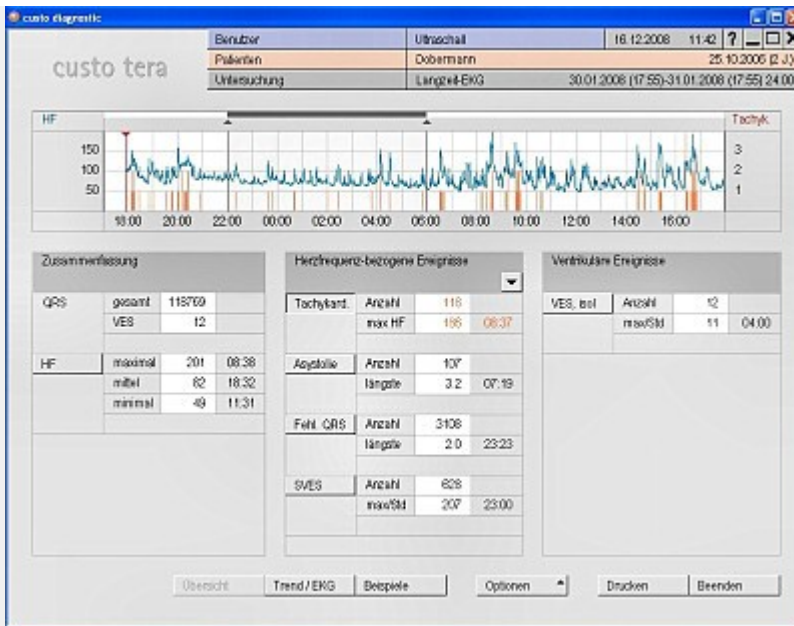 custo diagnostic
custo tera
Benutzer Ultraschall 16.12.2008 11:42 ?
Patienten Dobermann 25.10.2006 (2 J.)
Untersuchung Langzeit-EKG 30.01.2008 (17:55)-31.01.2008 (17:55) 24:00
HF Tachyk.
150 3
100 2
50 1
18:00 20:00 22:00 00:00 02:00 04:00 06:00 08:00 10:00 12:00 14:00 16:00
Zusammenfassung Herzfrequenz-bezogene Ereignisse Ventrikuläre Ereignisse
QRS gesamt 118769 Tachykard. Anzahl 116 VES, isol Anzahl 12
VES 12 max HF 186 08:37 max/Std 11 04:00
HF maximal 201 08:38 Asystolie Anzahl 107
mittel 82 18:32 längste 3.2 07:19
minimal 49 11:31
Fehl. QRS Anzahl 3108
längste 2.0 23:23
SVES Anzahl 628
max/Std 207 23:00
Übersicht Trend / EKG Beispiele Optionen Drucken Beenden